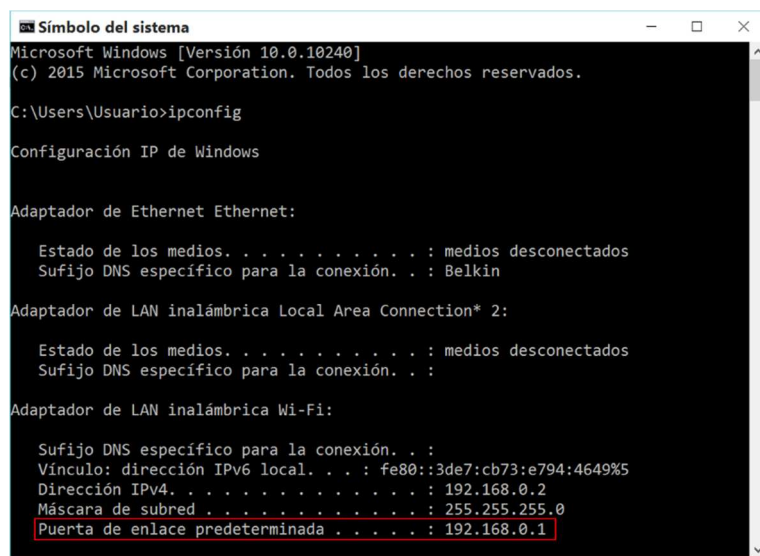 Símbolo del sistema
Microsoft Windows [Versión 10.0.10240]
(c) 2015 Microsoft Corporation. Todos los derechos reservados.
C:\Users\Usuario>ipconfig
Configuración IP de Windows
Adaptador de Ethernet Ethernet:
Estado de los medios. . . . . . . . . . . : medios desconectados
Sufijo DNS específico para la conexión. . : Belkin
Adaptador de LAN inalámbrica Local Area Connection* 2:
Estado de los medios. . . . . . . . . . . : medios desconectados
Sufijo DNS específico para la conexión. . :
Adaptador de LAN inalámbrica Wi-Fi:
Sufijo DNS específico para la conexión. . :
Vínculo: dirección IPv6 local. . . : fe80::3de7:cb73:e794:4649%5
Dirección IPv4. . . . . . . . . . . . . . : 192.168.0.2
Máscara de subred . . . . . . . . . . . . : 255.255.255.0
Puerta de enlace predeterminada . . . . . : 192.168.0.1